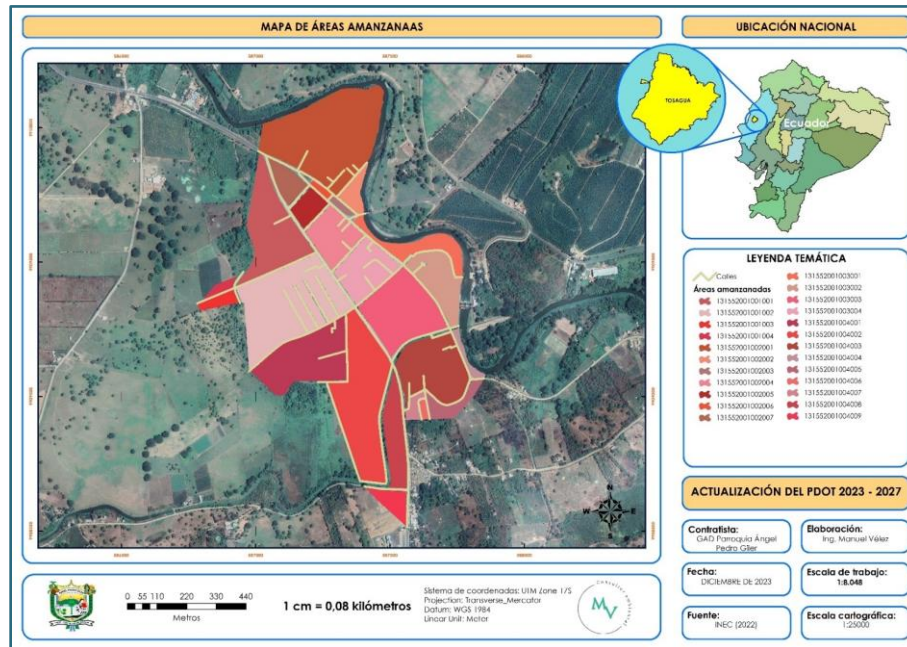 MAPA DE ÁREAS AMANZANAAS
UBICACIÓN NACIONAL
TOSAGUA
Ecuador
LEYENDA TEMÁTICA
Calles
Áreas amanzanadas
131552001001001
131552001001002
131552001001003
131552001001004
131552001002001
131552001002002
131552001002003
131552001002004
131552001002005
131552001002006
131552001002007
131552001003001
131552001003002
131552001003003
131552001003004
131552001004001
131552001004002
131552001004003
131552001004004
131552001004005
131552001004006
131552001004007
131552001004008
131552001004009
N
W
E
S
ACTUALIZACIÓN DEL PDOT 2023 - 2027
Contratista:
GAD Parroquia Ángel
Pedro Giler
Elaboración:
Ing. Manuel Vélez
Fecha:
DICIEMBRE DE 2023
Escala de trabajo:
1:8.048
Fuente
INEC (2022)
Escala cartográfica:
1:25000
0 55 110 220 330 440
Metros
1 cm = 0,08 kilómetros
Sistema de coordenadas: UTM Zone 17S
Projection: Transverse_Mercator
Datum: WGS 1984
Linear Unit: Meter
MV